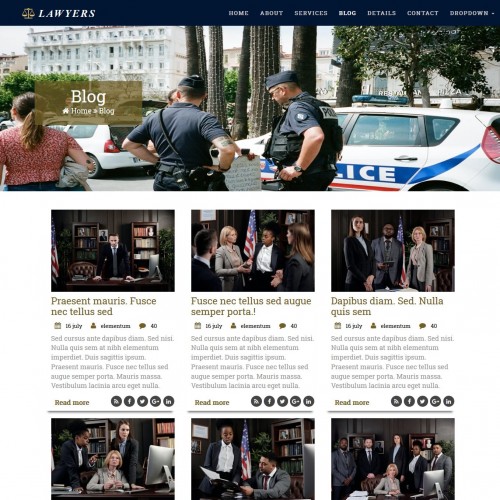 LAWYERS
HOME ABOUT SERVICES BLOG DETAILS CONTACT DROPDOWN
Blog
Home » Blog
POLICE
PIZZA
Praesent mauris. Fusce
nec tellus sed
16 july elementum 40
Sed cursus ante dapibus diam. Sed nisi.
Nulla quis sem at nibh elementum
imperdiet. Duis sagittis ipsum.
Praesent mauris. Fusce nec tellus sed
augue semper porta. Mauris massa.
Vestibulum lacinia arcu eget nulla.
Read more
Fusce nec tellus sed augue
semper porta.!
16 july elementum 40
Sed cursus ante dapibus diam. Sed nisi.
Nulla quis sem at nibh elementum
imperdiet. Duis sagittis ipsum.
Praesent mauris. Fusce nec tellus sed
augue semper porta. Mauris massa.
Vestibulum lacinia arcu eget nulla.
Read more
Dapibus diam. Sed. Nulla
quis sem
16 july elementum 40
Sed cursus ante dapibus diam. Sed nisi.
Nulla quis sem at nibh elementum
imperdiet. Duis sagittis ipsum.
Praesent mauris. Fusce nec tellus sed
augue semper porta. Mauris massa.
Vestibulum lacinia arcu eget nulla.
Read more